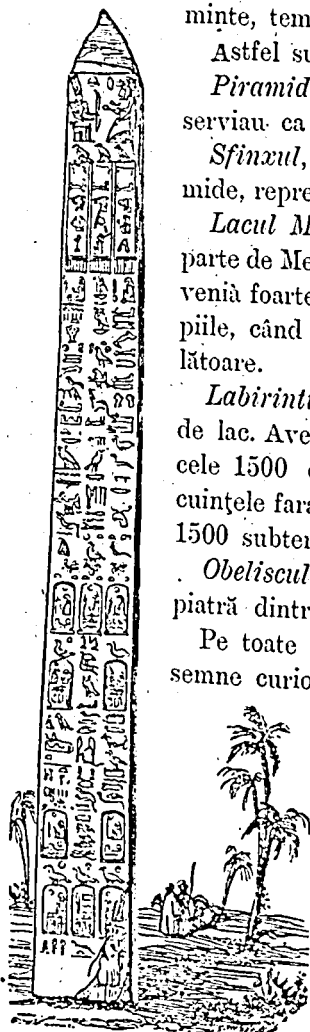 minte, tem
Astfel su
Piramid
serviau ca
Sfinxul,
mide, repre
Lacul M
parte de Me
venià foarte
piile, când
lătoare.
Labirint
de lac. Ave
cele 1500
cuințele fara
1500 subter
Obeliscul
piatră dintr
Pe toate
semne curio